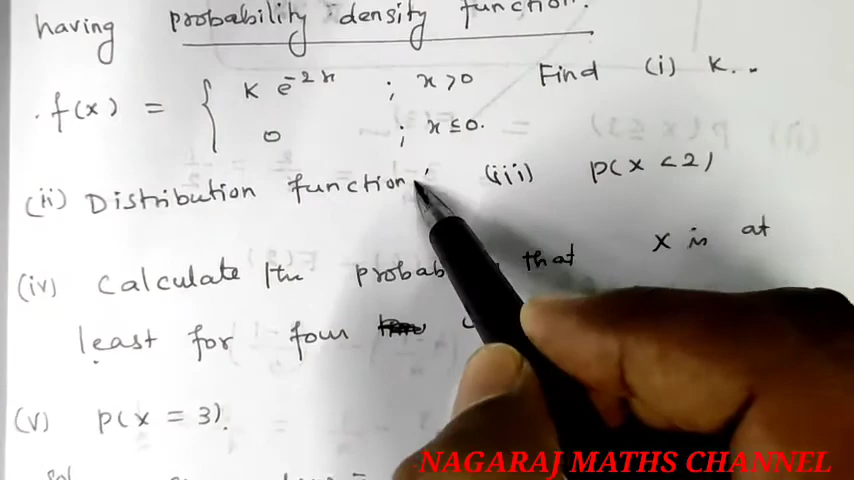 having probability density function.
f(x) = { k e^-2x ; x>0 Find (i) k...
0 ; x≤0.
(ii) Distribution function (iii) P(X <2)
(iv) Calculate the probab that X is at
least for four
(v) P(X = 3).
NAGARAJ MATHS CHANNEL